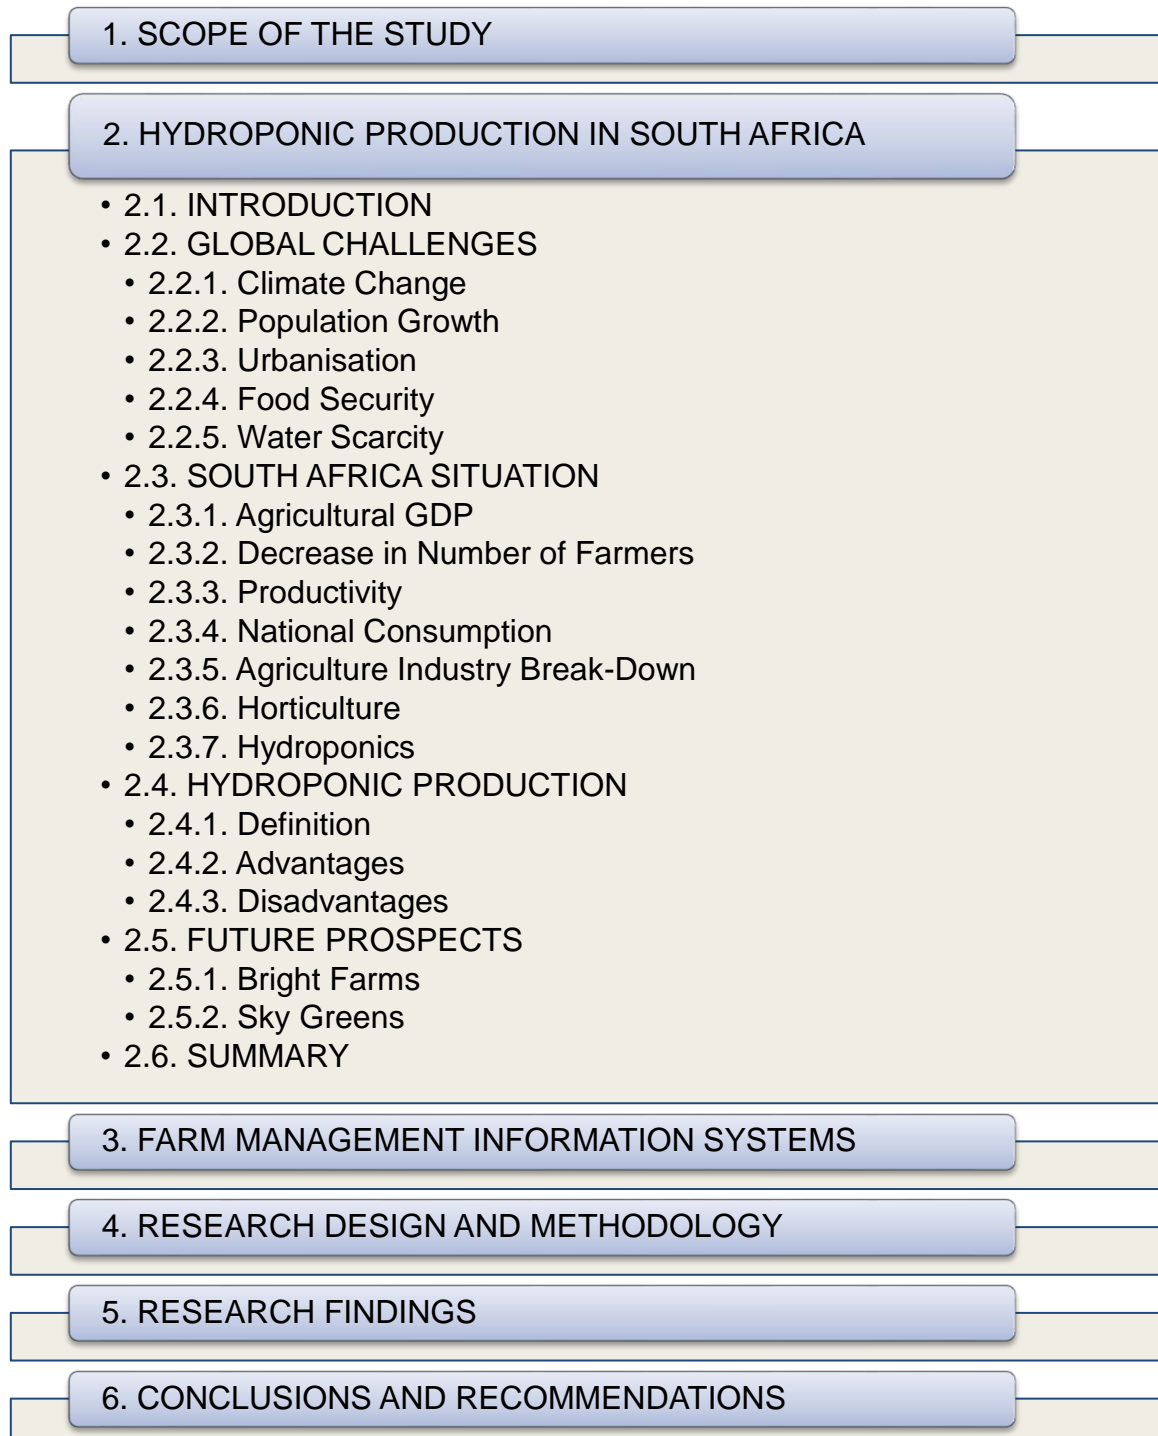 1. SCOPE OF THE STUDY
2. HYDROPONIC PRODUCTION IN SOUTH AFRICA
• 2.1. INTRODUCTION
• 2.2. GLOBAL CHALLENGES
• 2.2.1. Climate Change
• 2.2.2. Population Growth
• 2.2.3. Urbanisation
• 2.2.4. Food Security
• 2.2.5. Water Scarcity
• 2.3. SOUTH AFRICA SITUATION
• 2.3.1. Agricultural GDP
• 2.3.2. Decrease in Number of Farmers
• 2.3.3. Productivity
• 2.3.4. National Consumption
• 2.3.5. Agriculture Industry Break-Down
• 2.3.6. Horticulture
• 2.3.7. Hydroponics
• 2.4. HYDROPONIC PRODUCTION
• 2.4.1. Definition
• 2.4.2. Advantages
• 2.4.3. Disadvantages
• 2.5. FUTURE PROSPECTS
• 2.5.1. Bright Farms
• 2.5.2. Sky Greens
• 2.6. SUMMARY
3. FARM MANAGEMENT INFORMATION SYSTEMS
4. RESEARCH DESIGN AND METHODOLOGY
5. RESEARCH FINDINGS
6. CONCLUSIONS AND RECOMMENDATIONS